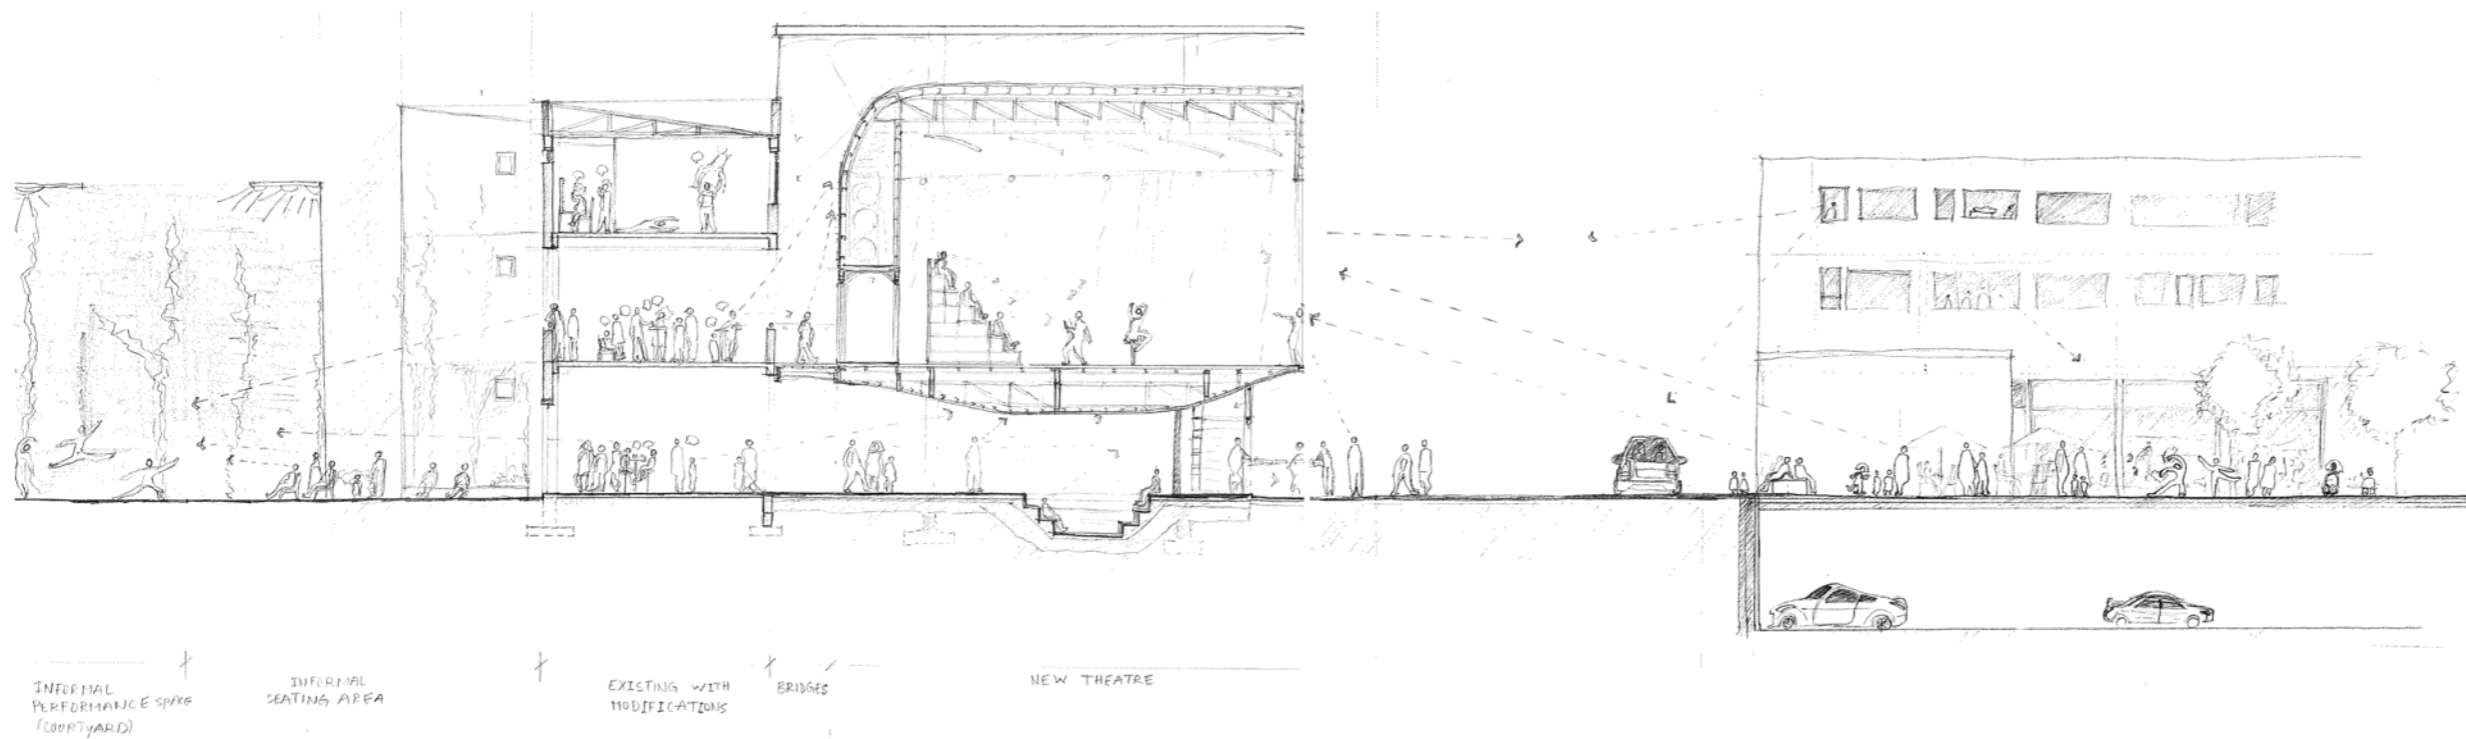 INFORMAL
PERFORMANCE SPACE
(COURTYARD)
INFORMAL
SEATING AREA
EXISTING WITH
MODIFICATIONS
BRIDGES
NEW THEATRE